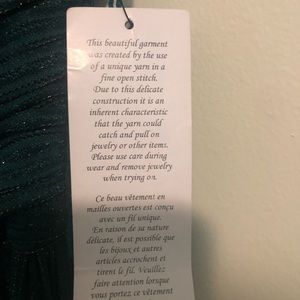 This beautiful garment
was created by the use
of a unique yarn in a
fine open stitch.
Due to this delicate
construction it is an
inherent characteristic
that the yarn could
catch and pull on
jewelry or other items.
Please use care during
wear and remove jewelry
when trying on.
Ce beau vêtement en
mailles ouvertes est conçu
avec un fil unique.
En raison de sa nature
délicate, il est possible que
les bijoux et autres
articles accrochent et
tirent le fil. Veuillez
faire attention lorsque
vous portez ce vêtement